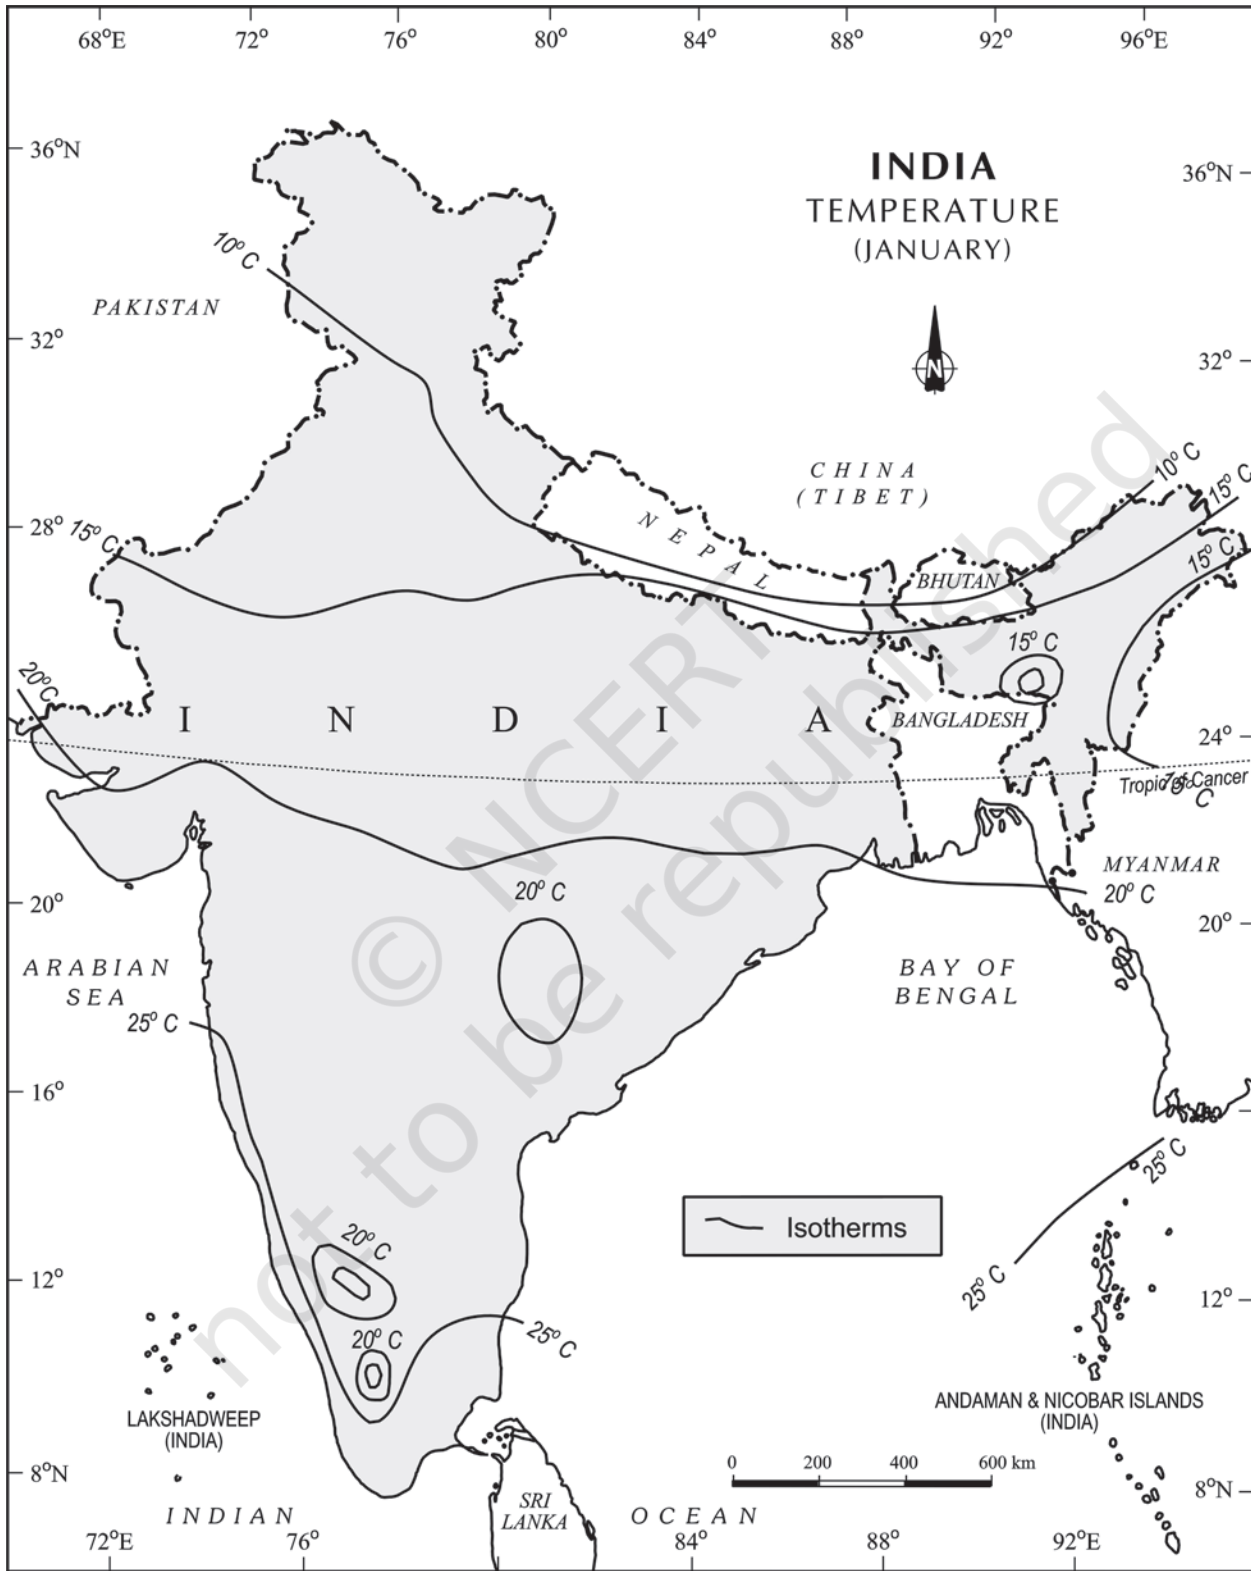 68°E 72° 76° 80° 84° 88° 92° 96°E
36°N
INDIA
TEMPERATURE
(JANUARY)
36°N
10° C
PAKISTAN
32°
32°
N
CHINA
(TIBET)
10° C
15° C
28°
15° C
NEPAL
BHUTAN
15° C
15° C
20° C
INDIA
BANGLADESH
24°
Tropic of Cancer
15° C
MYANMAR
20° C
20° C
20°
20°
ARABIAN
SEA
BAY OF
BENGAL
25° C
16°
25° C
Isotherms
20° C
12°
25° C
12°
20° C
25° C
LAKSHADWEEP
(INDIA)
ANDAMAN & NICOBAR ISLANDS
(INDIA)
0 200 400 600 km
8°N
8°N
SRI
LANKA
INDIAN OCEAN
72°E 76° 84° 88° 92°E
© NCERT
not to be republished